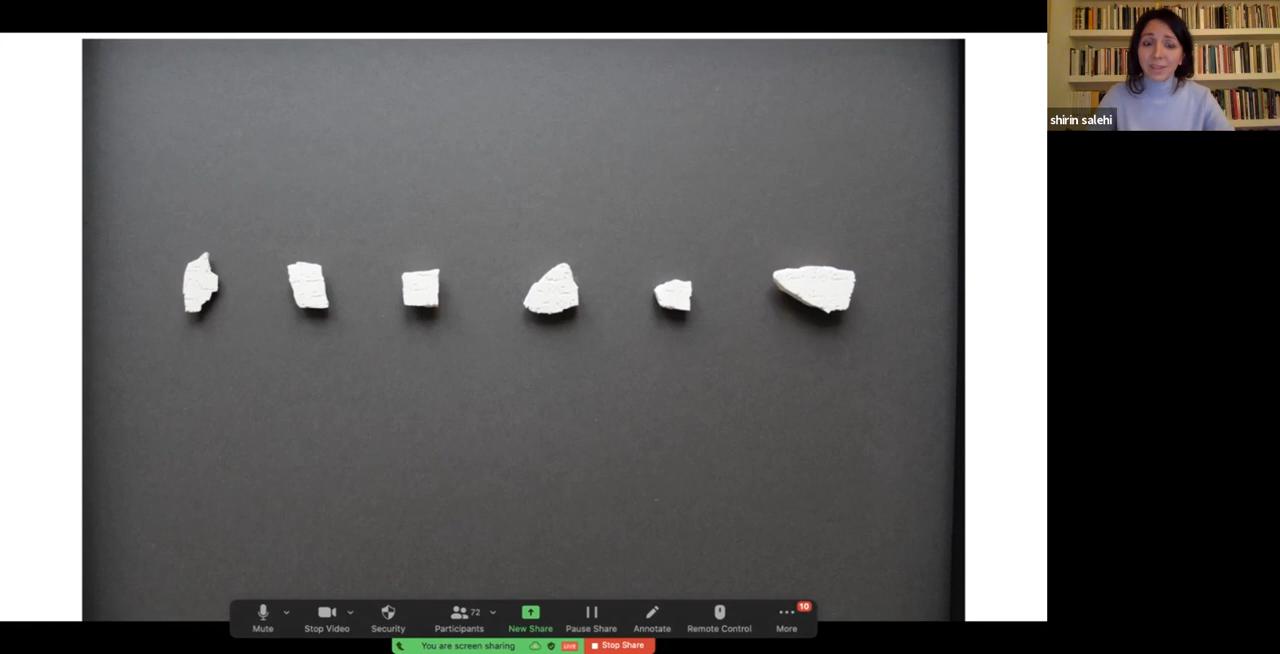 shirin salehi
Mute
Stop Video
Security
Participants
72
New Share
Pause Share
Annotate
Remote Control
More
10
You are screen sharing
LIVE
Stop Share